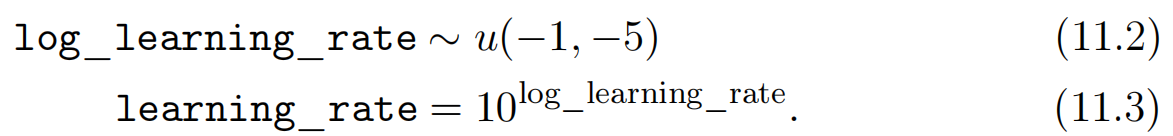 log_learning_rate ∼ u(−1, −5) (11.2)
learning_rate = 10^log_learning_rate. (11.3)